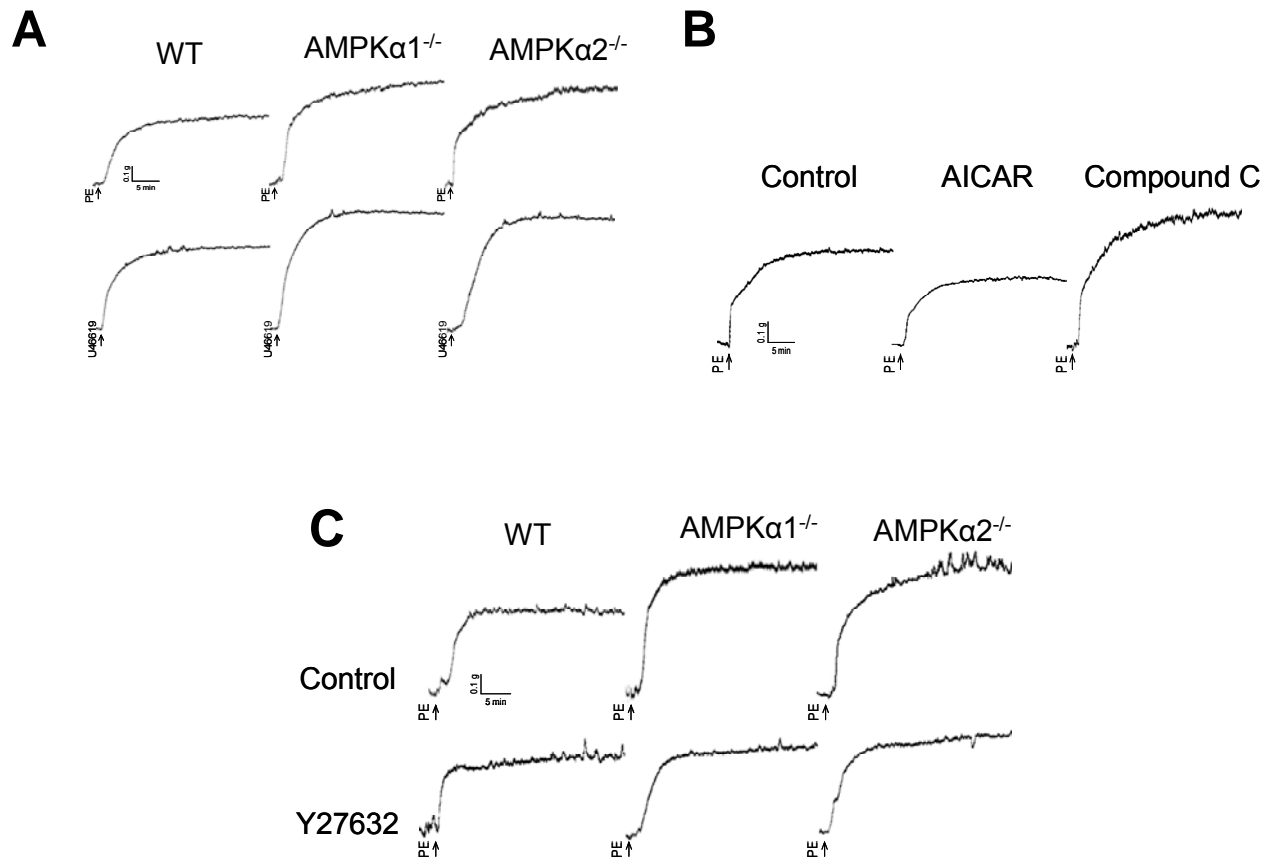 A
WT AMPKα1-/- AMPKα2-/-
0.1 g
5 min
PE PE PE
U46619 U46619 U46619
B
Control AICAR Compound C
0.1 g
5 min
PE PE PE
C
WT AMPKα1-/- AMPKα2-/-
Control
0.1 g
5 min
PE PE PE
Y27632
PE PE PE